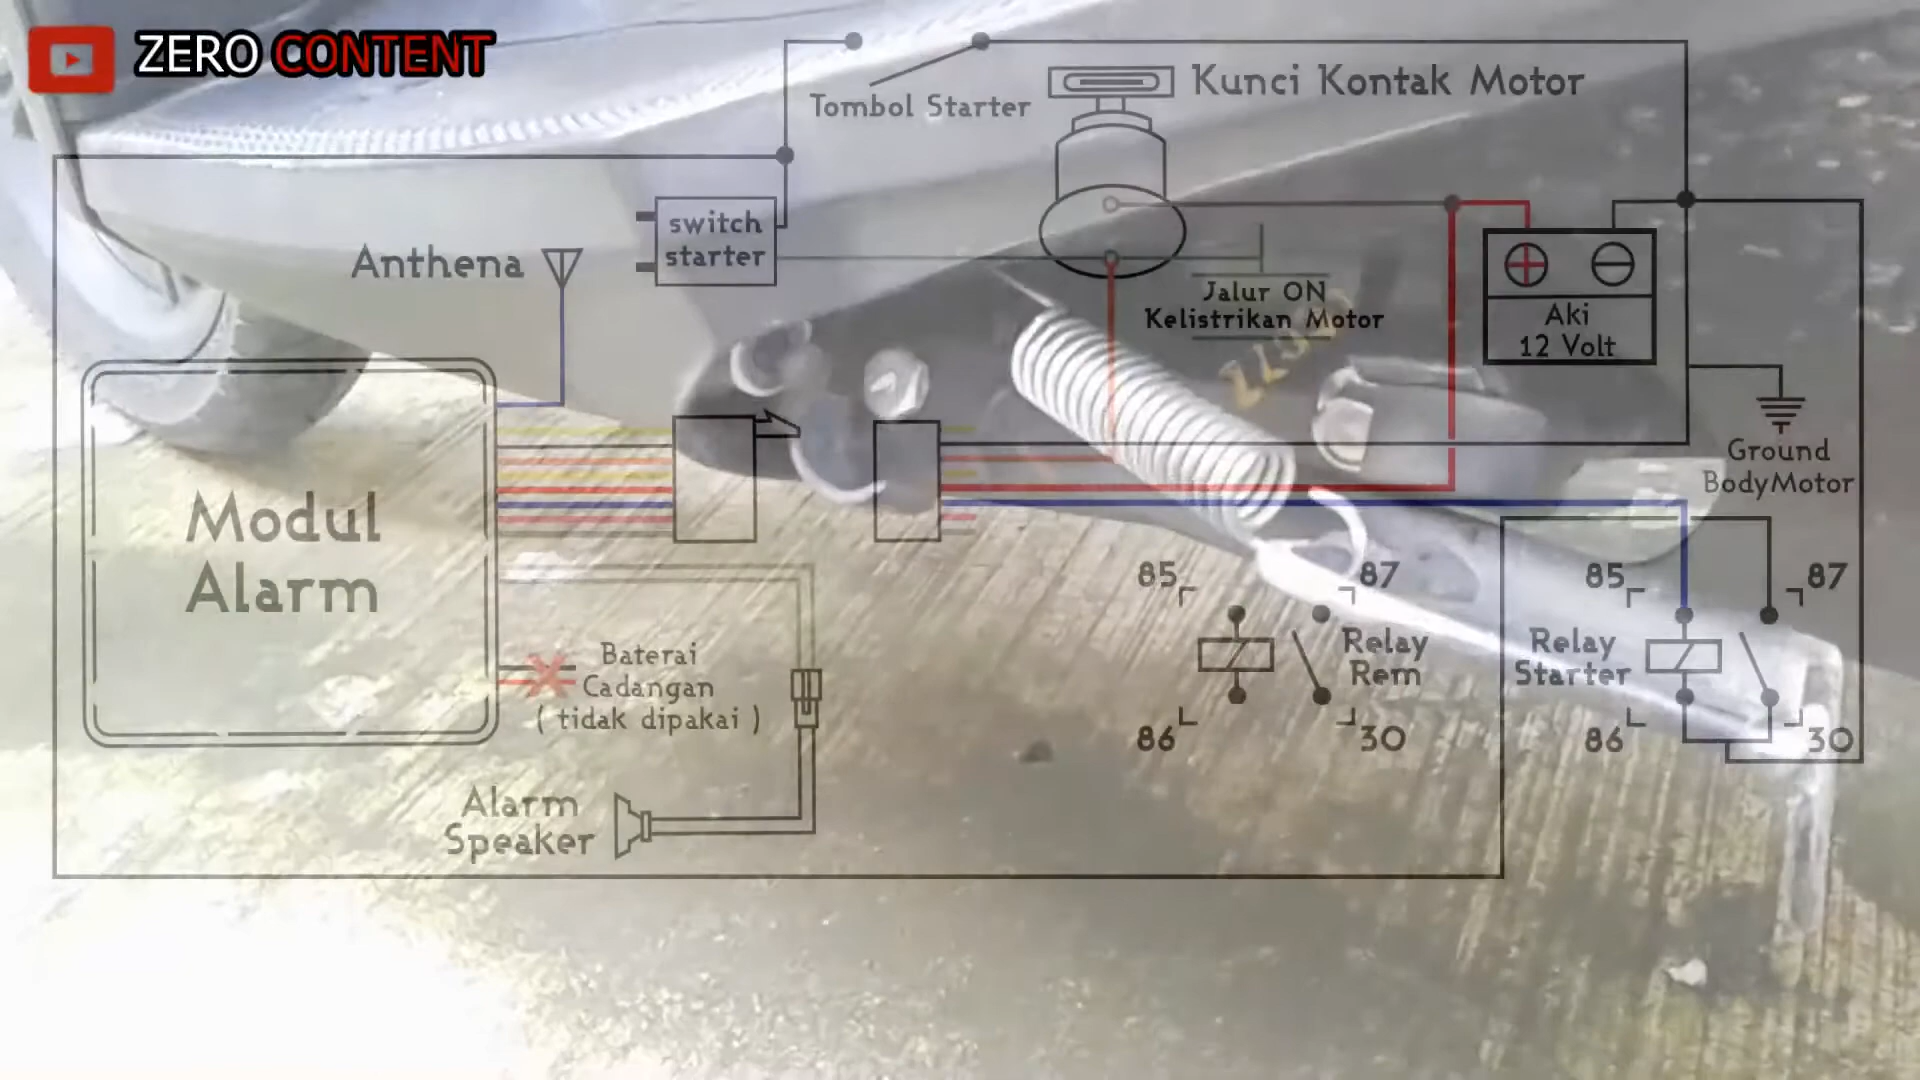 ZERO CONTENT
Tombol Starter
Kunci Kontak Motor
switch
starter
Anthena
Jalur ON
Kelistrikan Motor
Aki
12 Volt
Ground
BodyMotor
Modul
Alarm
Baterai
Cadangan
( tidak dipakai )
Alarm
Speaker
85
87
Relay
Rem
86
30
85
87
Relay
Starter
86
30